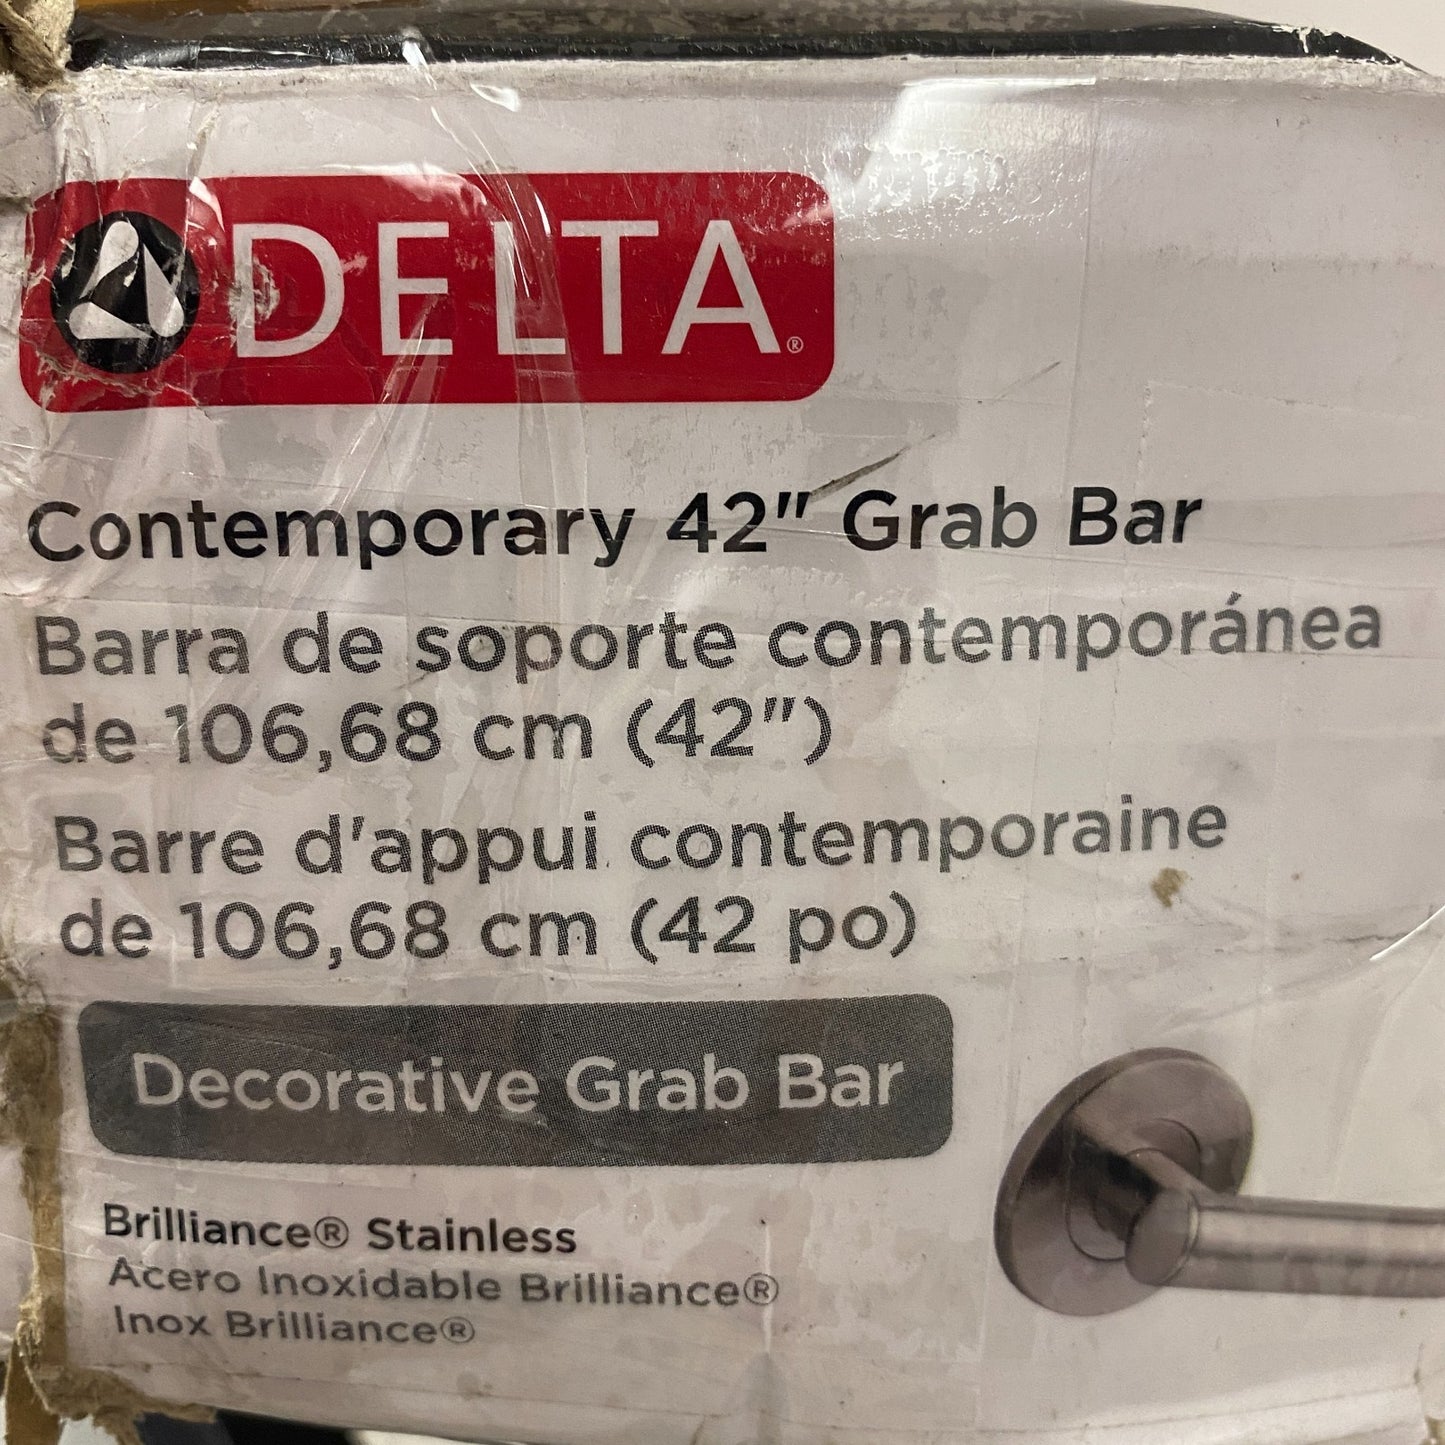 DELTA®
Contemporary 42" Grab Bar
Barra de soporte contemporánea
de 106,68 cm (42")
Barre d'appui contemporaine
de 106,68 cm (42 po)
Decorative Grab Bar
Brilliance® Stainless
Acero Inoxidable Brilliance®
Inox Brilliance®